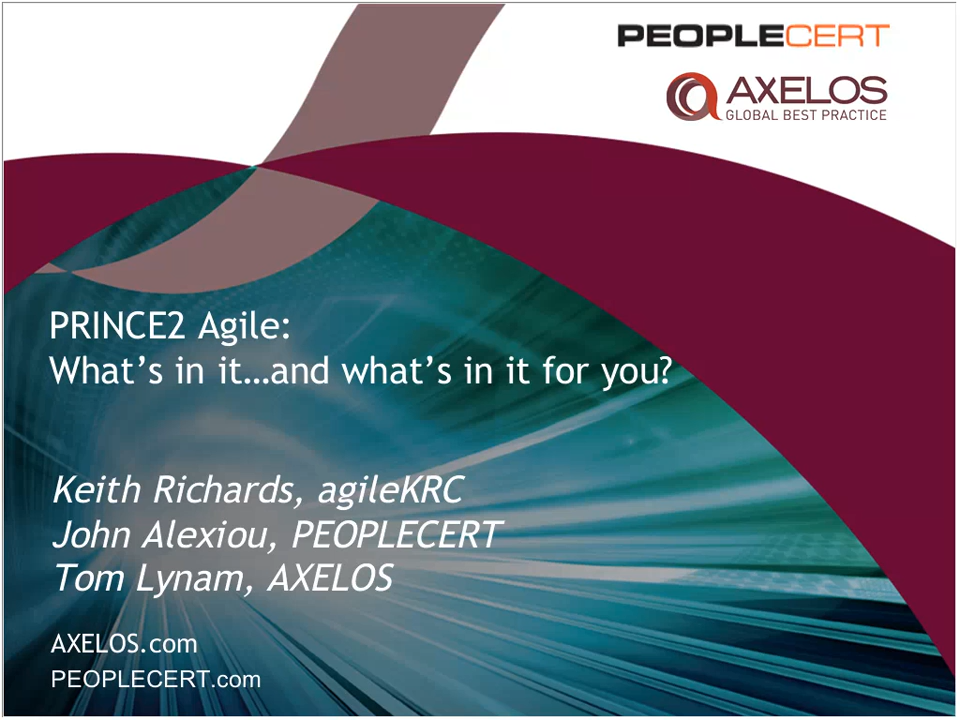 PEOPLECERT
AXELOS
GLOBAL BEST PRACTICE
PRINCE2 Agile:
What's in it…and what's in it for you?
Keith Richards, agileKRC
John Alexiou, PEOPLECERT
Tom Lynam, AXELOS
AXELOS.com
PEOPLECERT.com